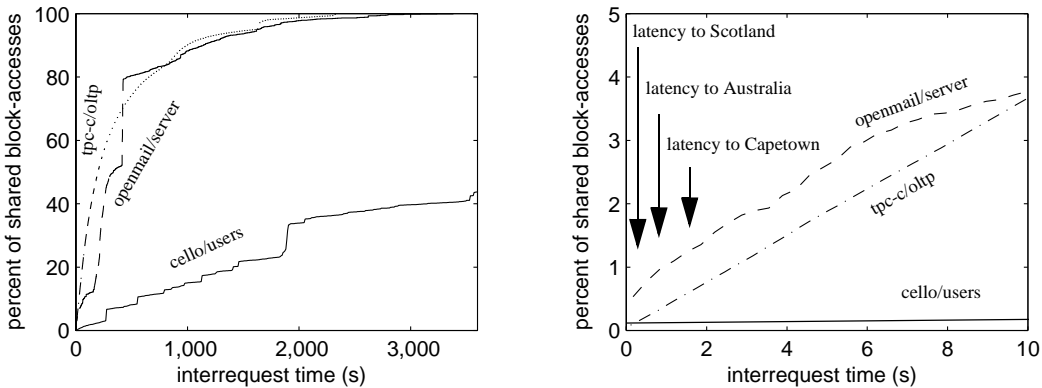 percent of shared block-accesses
100
80
60
40
20
0
tpc-c/oltp
openmail/server
cello/users
0
1,000
2,000
3,000
interrequest time (s)
percent of shared block-accesses
5
4
3
2
1
0
latency to Scotland
latency to Australia
latency to Capetown
openmail/server
tpc-c/oltp
cello/users
0
2
4
6
8
10
interrequest time (s)